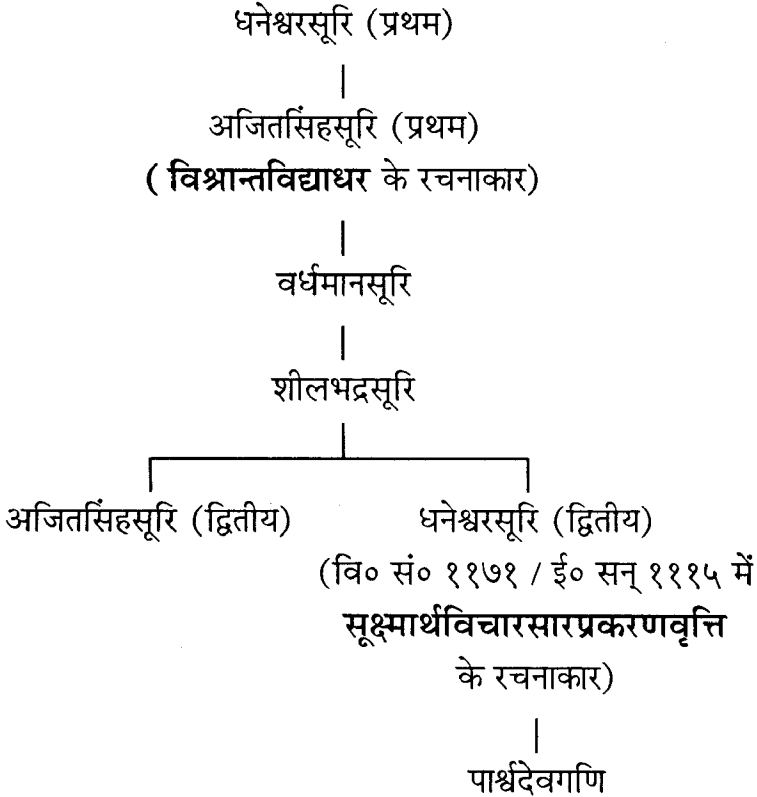 धनेश्वरसूरि (प्रथम)
अजितसिंहसूरि (प्रथम)
( विश्रान्तविद्याधर के रचनाकार)
वर्धमानसूरि
शीलभद्रसूरि
अजितसिंहसूरि (द्वितीय)
धनेश्वरसूरि (द्वितीय)
(वि० सं० ११७१ / ई० सन् १११५ में
सूक्ष्मार्थविचारसारप्रकरणवृत्ति
के रचनाकार)
पार्श्वदेवगणि